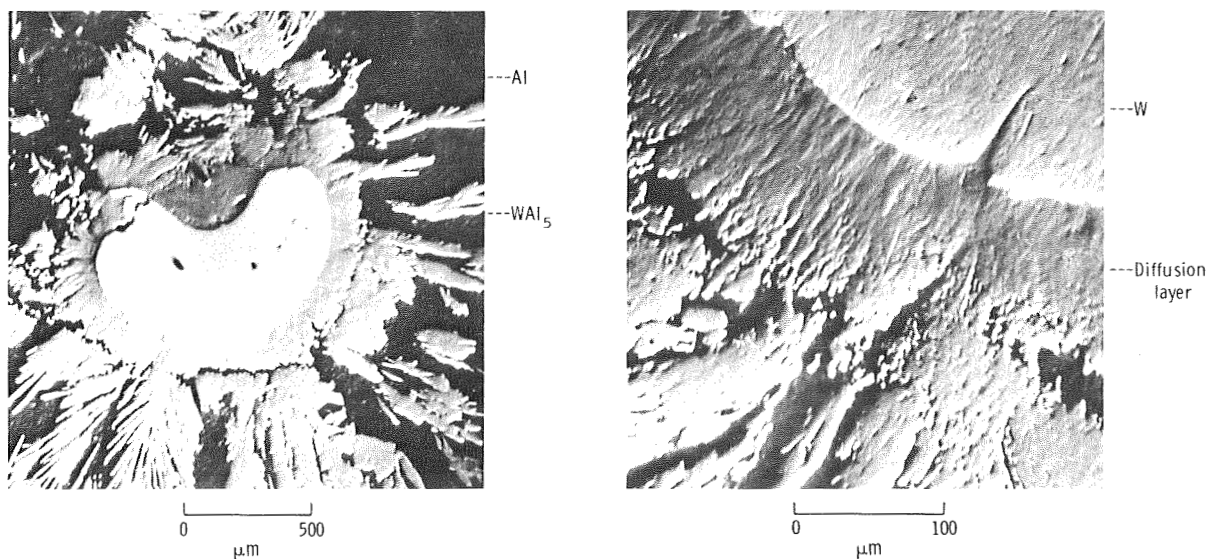 ---Al
---WAl5
0 500
μm
---W
---Diffusion
layer
0 100
μm